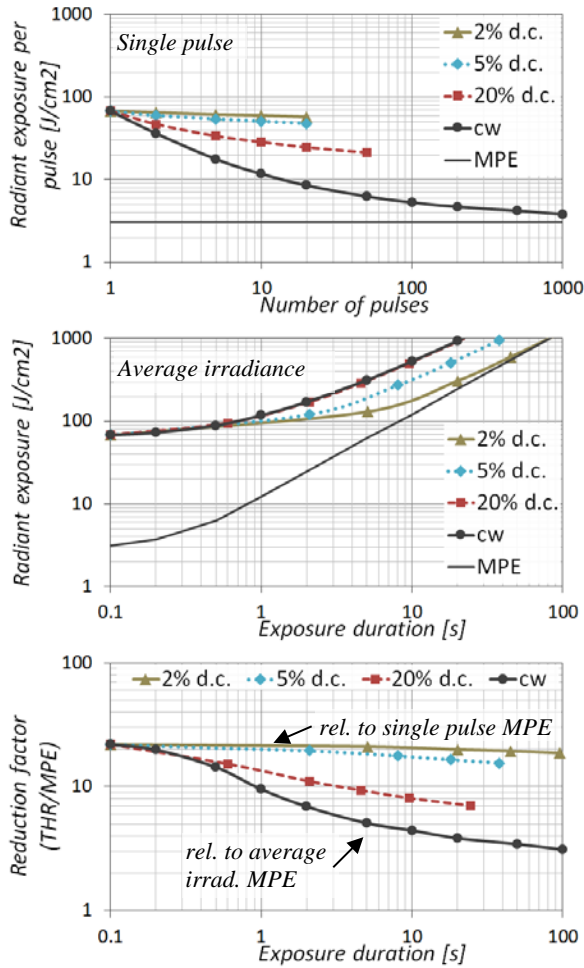 Single pulse
2% d.c.
5% d.c.
20% d.c.
cw
MPE
Radiant exposure per
pulse [J/cm2]
1000
100
10
1
1 10 100 1000
Number of pulses
Average irradiance
2% d.c.
5% d.c.
20% d.c.
cw
MPE
Radiant exposure [J/cm2]
1000
100
10
1
0.1 1 10 100
Exposure duration [s]
2% d.c. 5% d.c. 20% d.c. cw
rel. to single pulse MPE
rel. to average
irrad. MPE
Reduction factor
(THR/MPE)
100
10
1
0.1 1 10 100
Exposure duration [s]